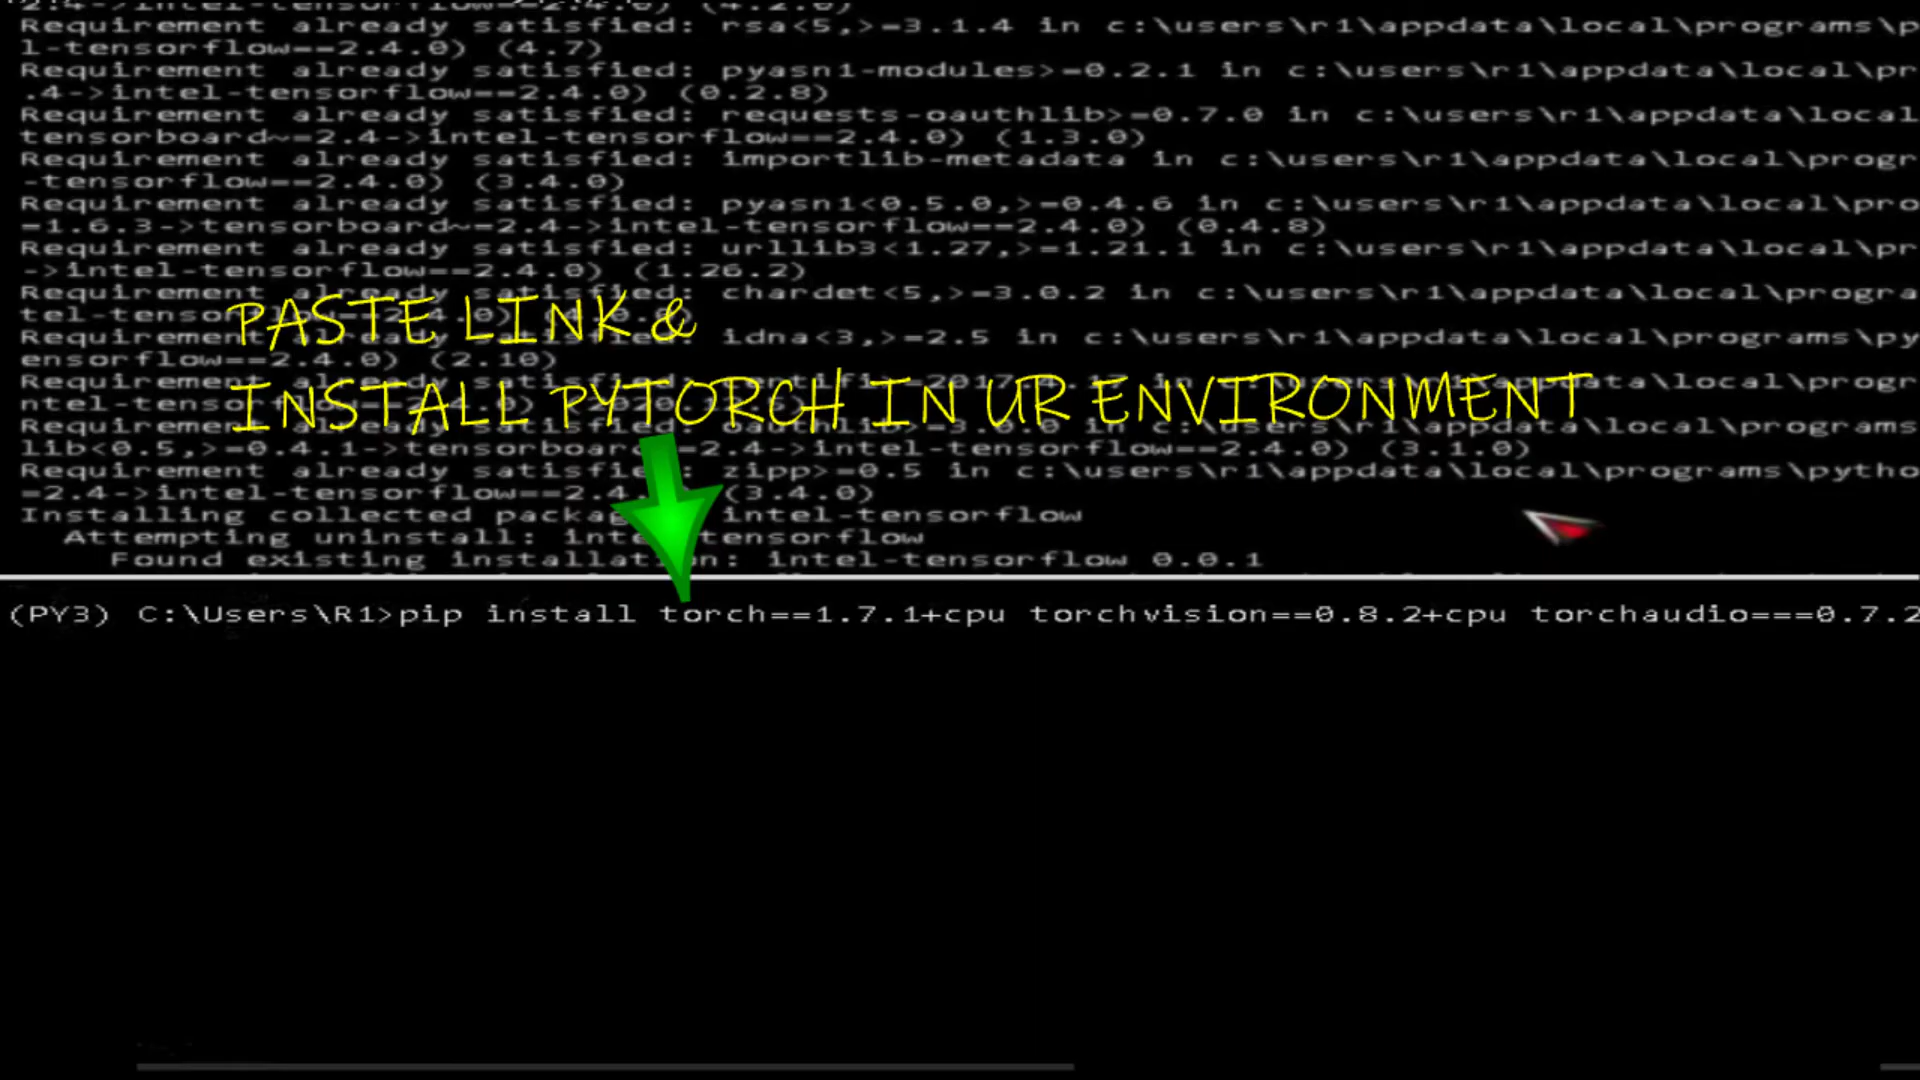 Requirement already satisfied: rsa<5,>=3.1.4 in c:\users\r1\appdata\local\programs\p
l-tensorflow==2.4.0) (4.7)
Requirement already satisfied: pyasn1-modules>=0.2.1 in c:\users\r1\appdata\local\pr
.4->intel-tensorflow==2.4.0) (0.2.8)
Requirement already satisfied: requests-oauthlib>=0.7.0 in c:\users\r1\appdata\local
tensorboard~=2.4->intel-tensorflow==2.4.0) (1.3.0)
Requirement already satisfied: importlib-metadata in c:\users\r1\appdata\local\progr
-tensorflow==2.4.0) (3.4.0)
Requirement already satisfied: pyasn1<0.5.0,>=0.4.6 in c:\users\r1\appdata\local\pro
=1.6.3->tensorboard~=2.4->intel-tensorflow==2.4.0) (0.4.8)
Requirement already satisfied: urllib3<1.27,>=1.21.1 in c:\users\r1\appdata\local\pr
->intel-tensorflow==2.4.0) (1.26.2)
Requirement already satisfied: chardet<5,>=3.0.2 in c:\users\r1\appdata\local\progra
PASTE LINK &
Requirement already satisfied: idna<3,>=2.5 in c:\users\r1\appdata\local\programs\py
ensorflow==2.4.0) (2.10)
INSTALL PYTORCH IN UR ENVIRONMENT
lib<0.5,>=0.4.1->tensorboard =2.4->intel-tensorflow==2.4.0) (3.1.0)
Requirement already zipp>=0.5 in c:\users\r1\appdata\local\programs\pytho
=2.4->intel-tensorflow==2.4. (3.4.0)
Installing collected intel-tensorflow
Attempting uninstall: tensorflow
Found existing installation: intel-tensorflow 0.0.1
(PY3) C:\Users\R1>pip install torch==1.7.1+cpu torchvision==0.8.2+cpu torchaudio===0.7.2